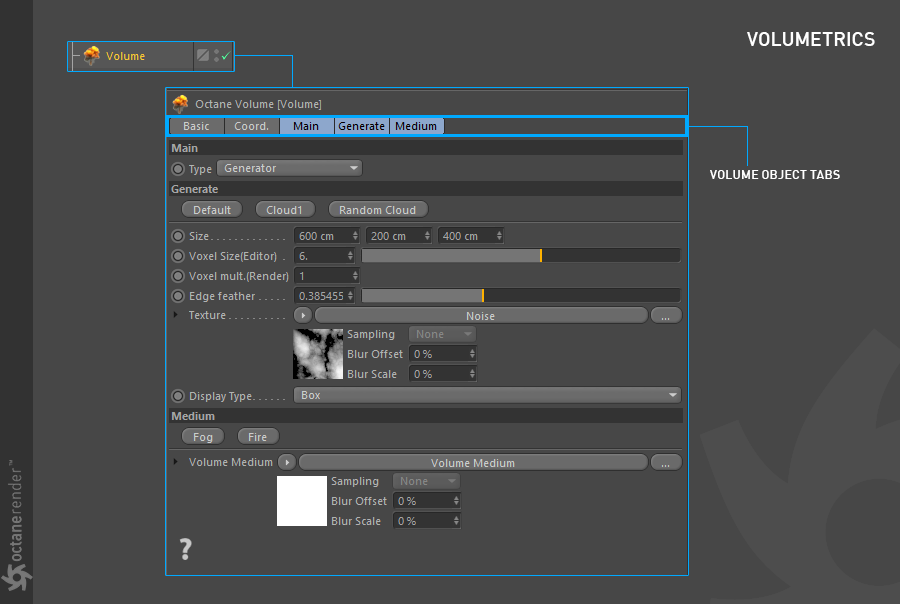 VOLUMETRICS
Volume
Octane Volume [Volume]
Basic Coord. Main Generate Medium
VOLUME OBJECT TABS
Main
Type Generator
Generate
Default Cloud1 Random Cloud
Size. . . . . . . . . . . . . 600 cm 200 cm 400 cm
Voxel Size(Editor) . 6.
Voxel mult.(Render) 1
Edge feather . . . . . 0.385455
Texture . . . . . . . . . . Noise ...
Sampling None
Blur Offset 0 %
Blur Scale 0 %
Display Type. . . . . . Box
Medium
Fog Fire
Volume Medium Volume Medium ...
Sampling None
Blur Offset 0 %
Blur Scale 0 %
?
octanerender™